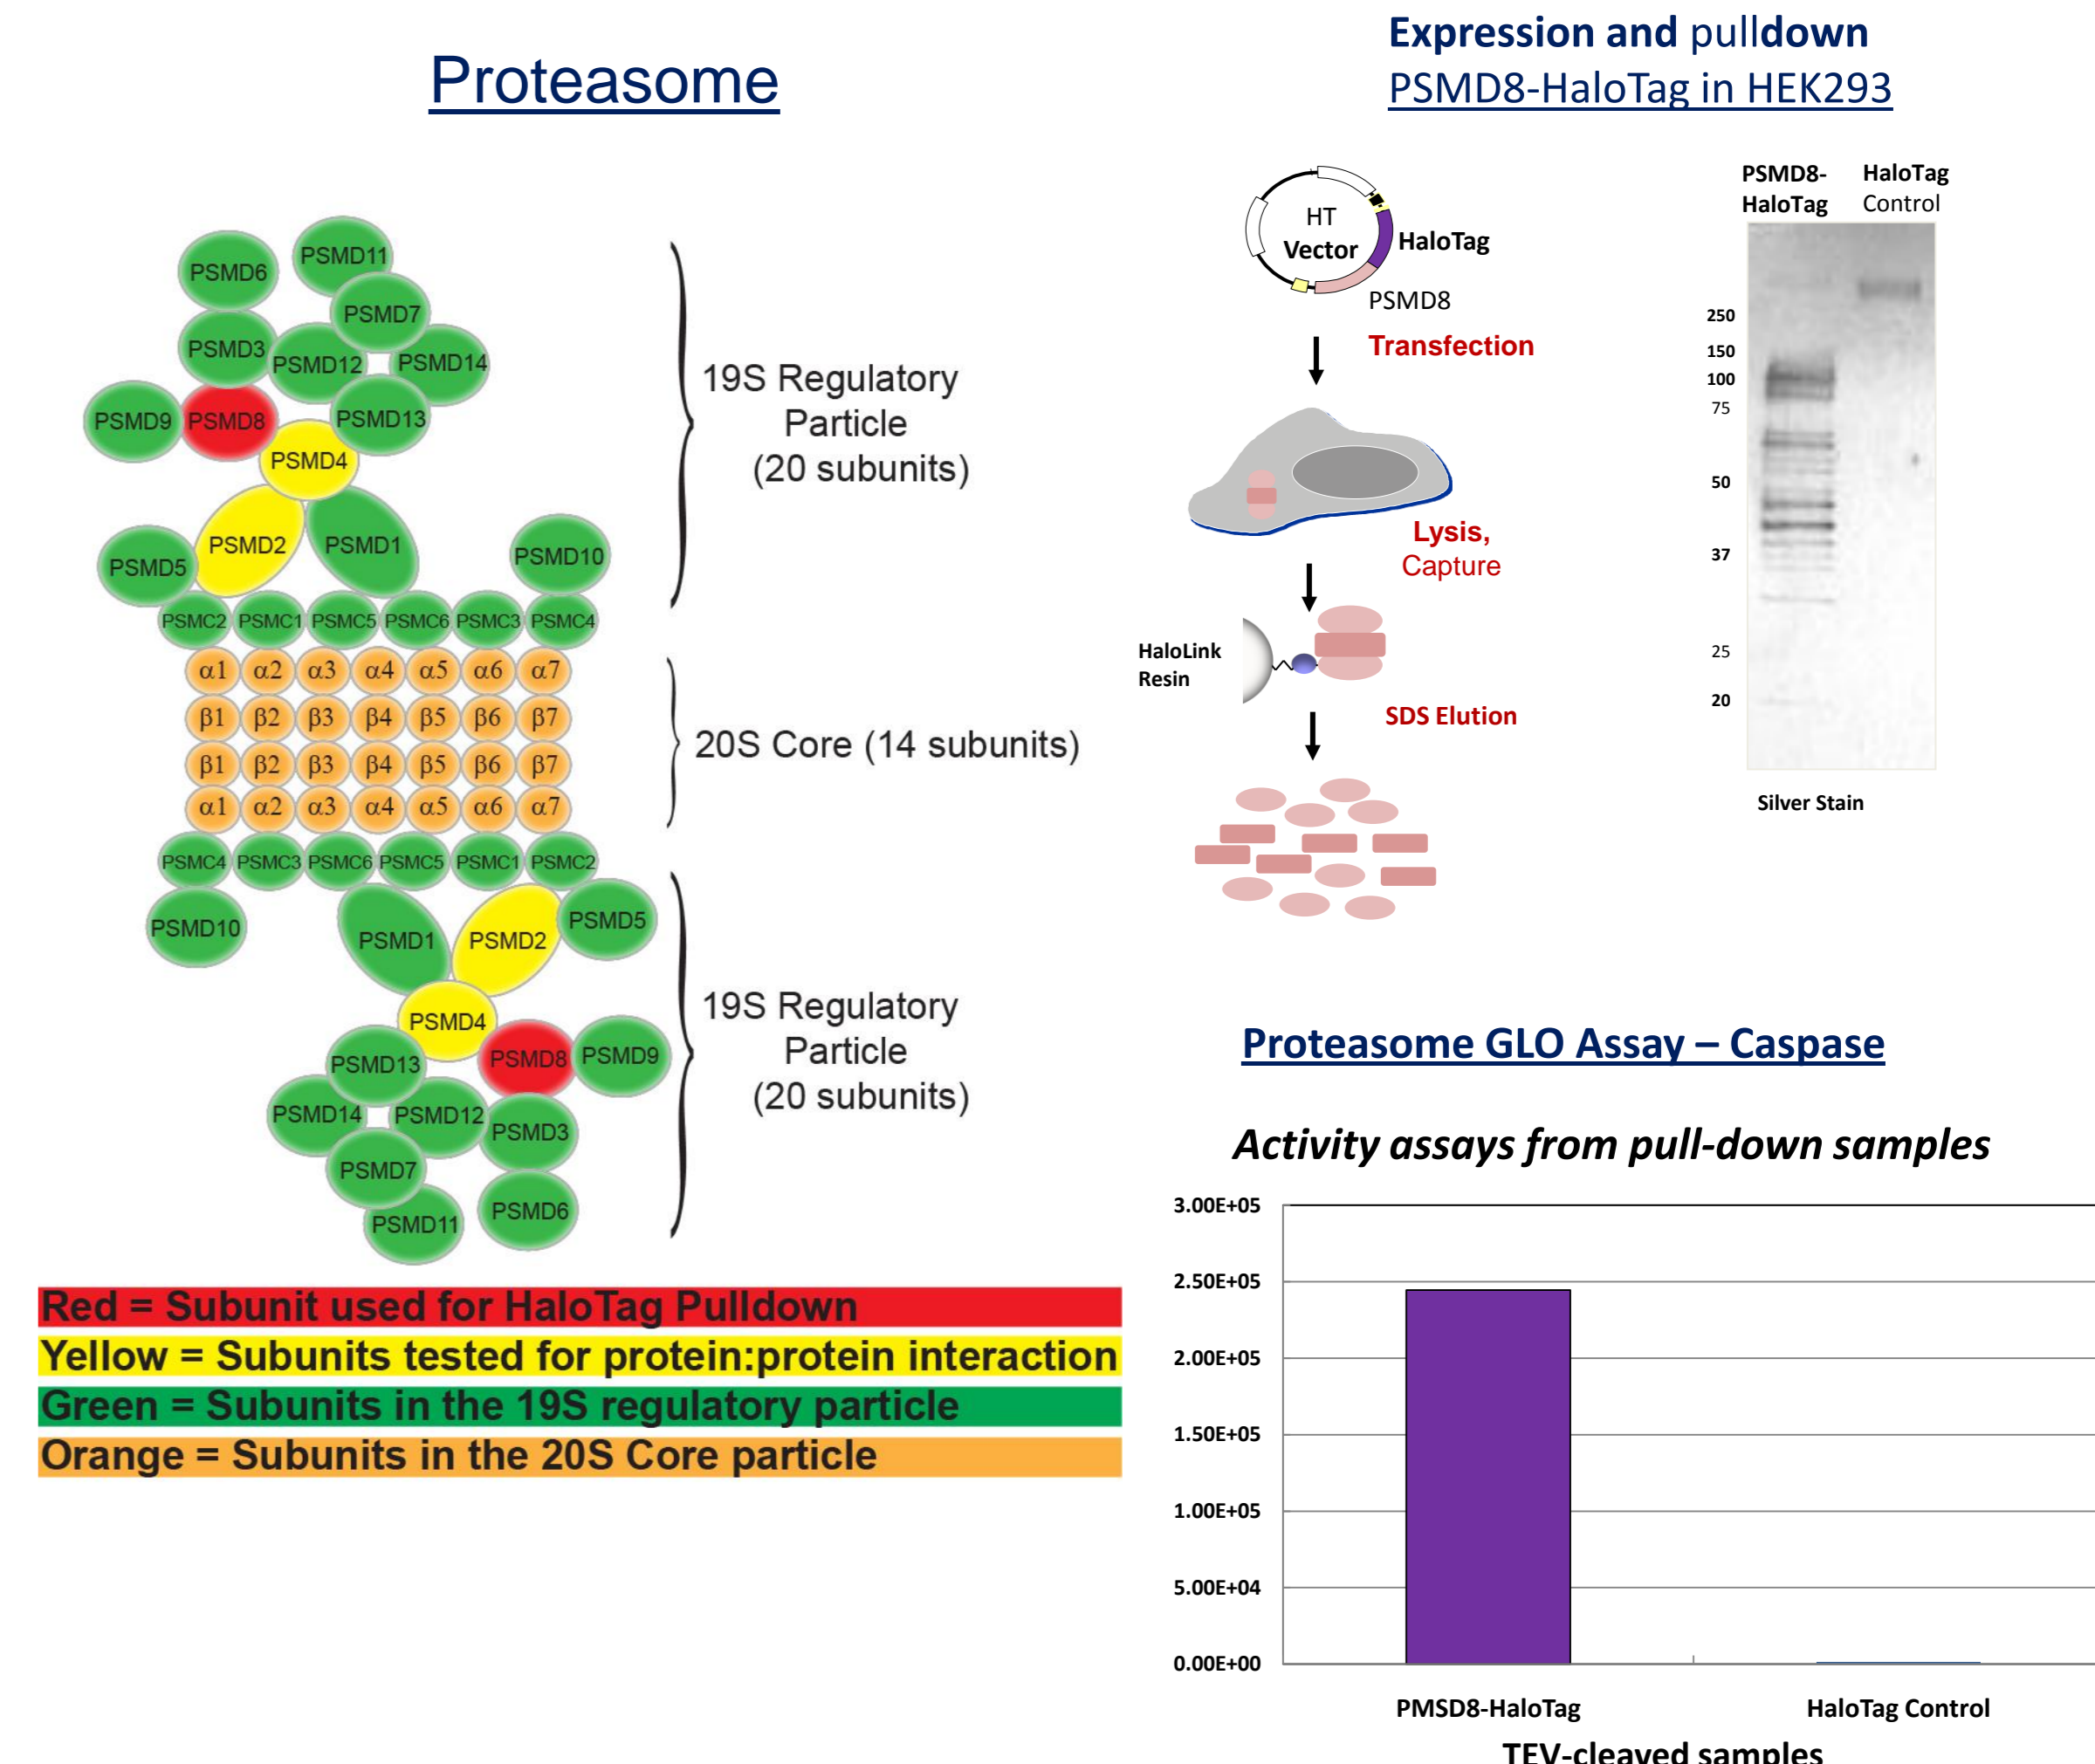 Proteasome
PSMD6
PSMD11
PSMD7
PSMD3
PSMD12
PSMD14
PSMD9
PSMD8
PSMD13
PSMD4
PSMD2
PSMD1
PSMD5
PSMD10
PSMC2 PSMC1 PSMC5 PSMC6 PSMC3 PSMC4
α1 α2 α3 α4 α5 α6 α7
β1 β2 β3 β4 β5 β6 β7
β1 β2 β3 β4 β5 β6 β7
α1 α2 α3 α4 α5 α6 α7
PSMC4 PSMC3 PSMC6 PSMC5 PSMC1 PSMC2
PSMD10
PSMD1
PSMD2
PSMD5
PSMD4
PSMD13
PSMD8
PSMD9
PSMD14
PSMD12
PSMD3
PSMD7
PSMD6
PSMD11
19S Regulatory
Particle
(20 subunits)
20S Core (14 subunits)
19S Regulatory
Particle
(20 subunits)
Red = Subunit used for HaloTag Pulldown
Yellow = Subunits tested for protein:protein interaction
Green = Subunits in the 19S regulatory particle
Orange = Subunits in the 20S Core particle
Expression and pulldown
PSMD8-HaloTag in HEK293
HT
Vector
HaloTag
PSMD8
Transfection
Lysis,
Capture
HaloLink
Resin
SDS Elution
PSMD8-
HaloTag
HaloTag
Control
250
150
100
75
50
37
25
20
Silver Stain
Proteasome GLO Assay – Caspase
Activity assays from pull-down samples
3.00E+05
2.50E+05
2.00E+05
1.50E+05
1.00E+05
5.00E+04
0.00E+00
PMSD8-HaloTag
HaloTag Control
TEV-cleaved samples